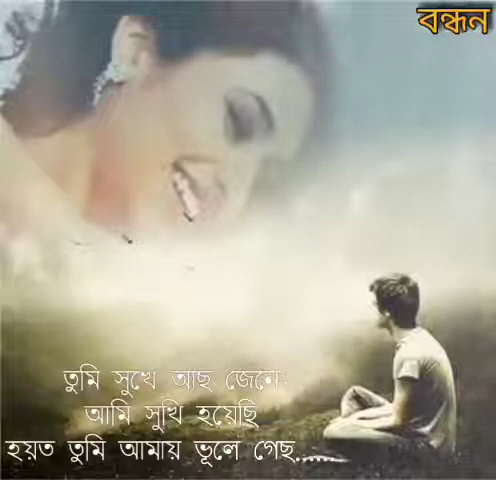 বন্ধন
তুমি সুখে আছ জেনে
আমি সুখি হয়েছি
হয়ত তুমি আমায় ভূলে গেছ......